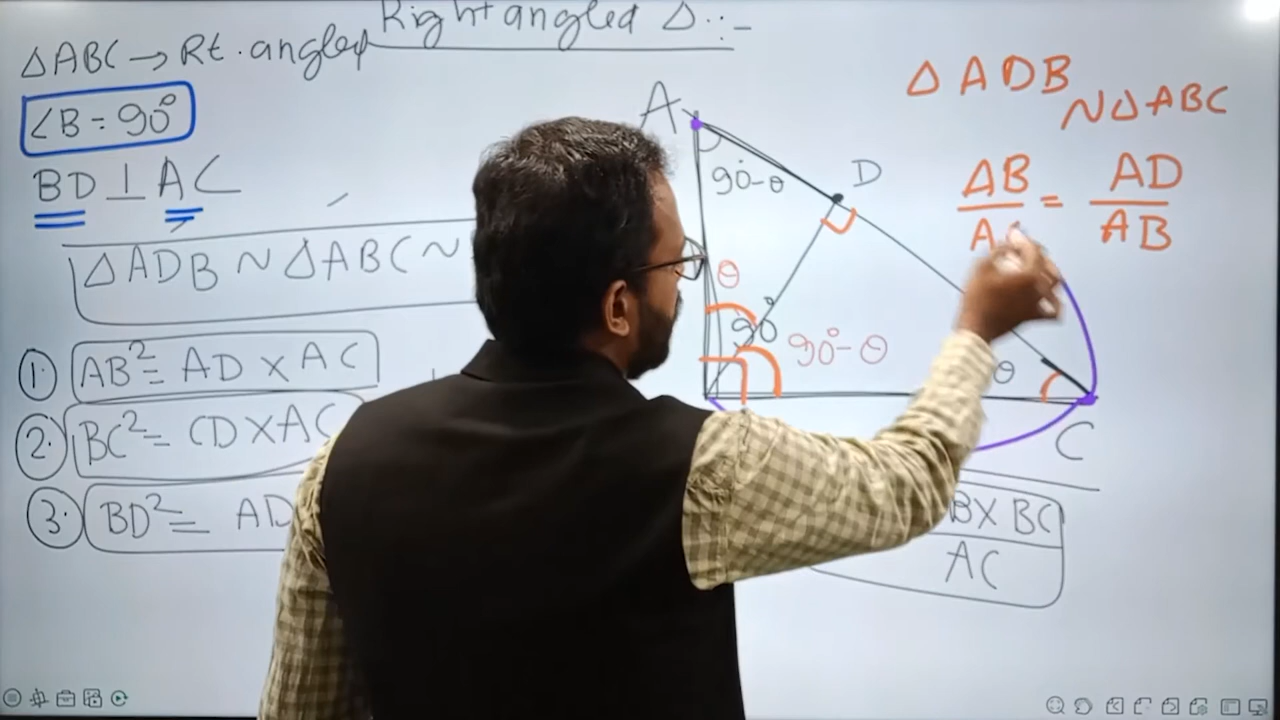 Right angled Δ :-
ΔABC → Rt. angled
∠B = 90°
BD ⊥ AC
ΔADB ~ ΔABC ~
① AB² = AD × AC
② BC² = CD × AC
③ BD² = AD
A
D
90°-θ
θ
90°
90°-θ
θ
C
ΔADB
~ΔABC
AB/A = AD/AB
B × BC
AC